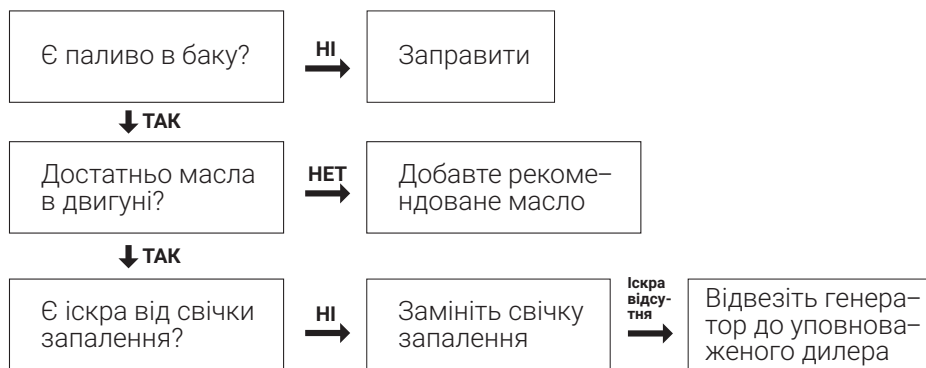 Є паливо в баку?
НІ
Заправити
ТАК
Достатньо масла
в двигуні?
НЕТ
Добавте рекоме–
ндоване масло
ТАК
Є іскра від свічки
запалення?
НІ
Замініть свічку
запалення
Іскра
відсу-
тня
Відвезіть генера–
тор до уповнова–
женого дилера